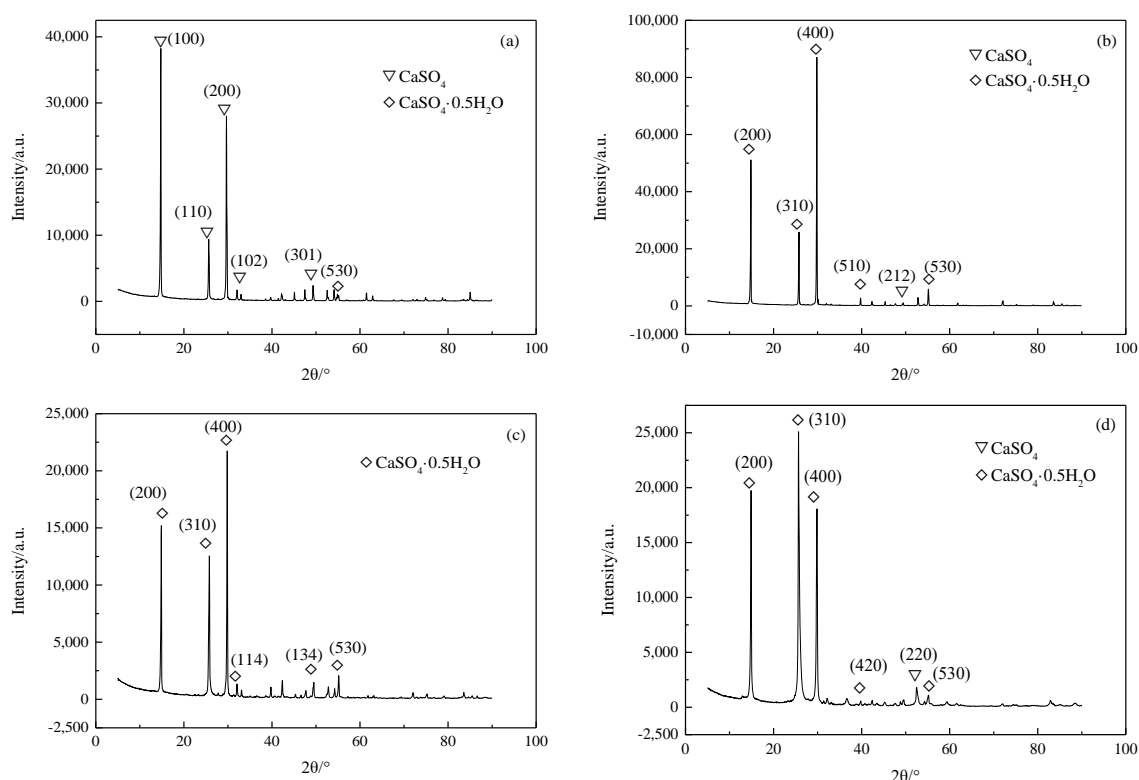 (a)
40,000
30,000
20,000
10,000
0
Intensity/a.u.
(100)
(200)
(110)
(102)
(301)
(530)
CaSO₄
CaSO₄·0.5H₂O
0 20 40 60 80 100
2θ/°
(b)
100,000
80,000
60,000
40,000
20,000
0
-10,000
Intensity/a.u.
(400)
(200)
(310)
(510)
(212)
(530)
CaSO₄
CaSO₄·0.5H₂O
0 20 40 60 80 100
2θ/°
(c)
25,000
20,000
15,000
10,000
5,000
0
-2,500
Intensity/a.u.
(400)
(200)
(310)
(114)
(134)
(530)
CaSO₄·0.5H₂O
0 20 40 60 80 100
2θ/°
(d)
25,000
20,000
15,000
10,000
5,000
0
-2,500
Intensity/a.u.
(310)
(200)
(400)
(420)
(220)
(530)
CaSO₄
CaSO₄·0.5H₂O
0 20 40 60 80 100
2θ/°